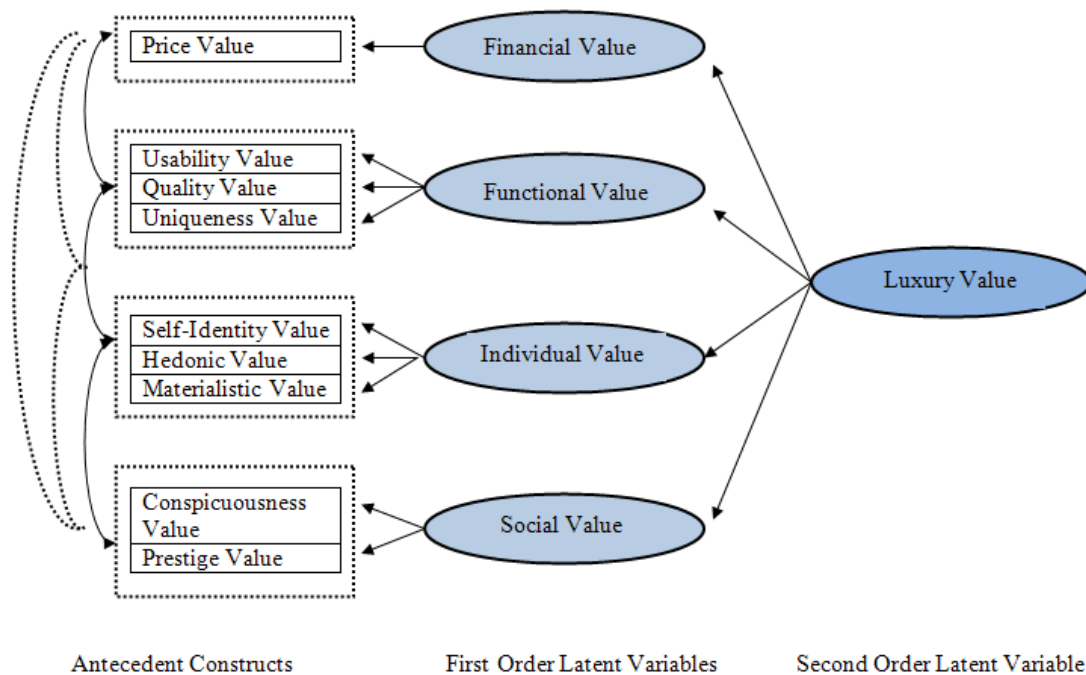 Price Value
Financial Value
Usability Value
Quality Value
Uniqueness Value
Functional Value
Luxury Value
Self-Identity Value
Hedonic Value
Materialistic Value
Individual Value
Conspicuousness
Value
Prestige Value
Social Value
Antecedent Constructs
First Order Latent Variables
Second Order Latent Variable